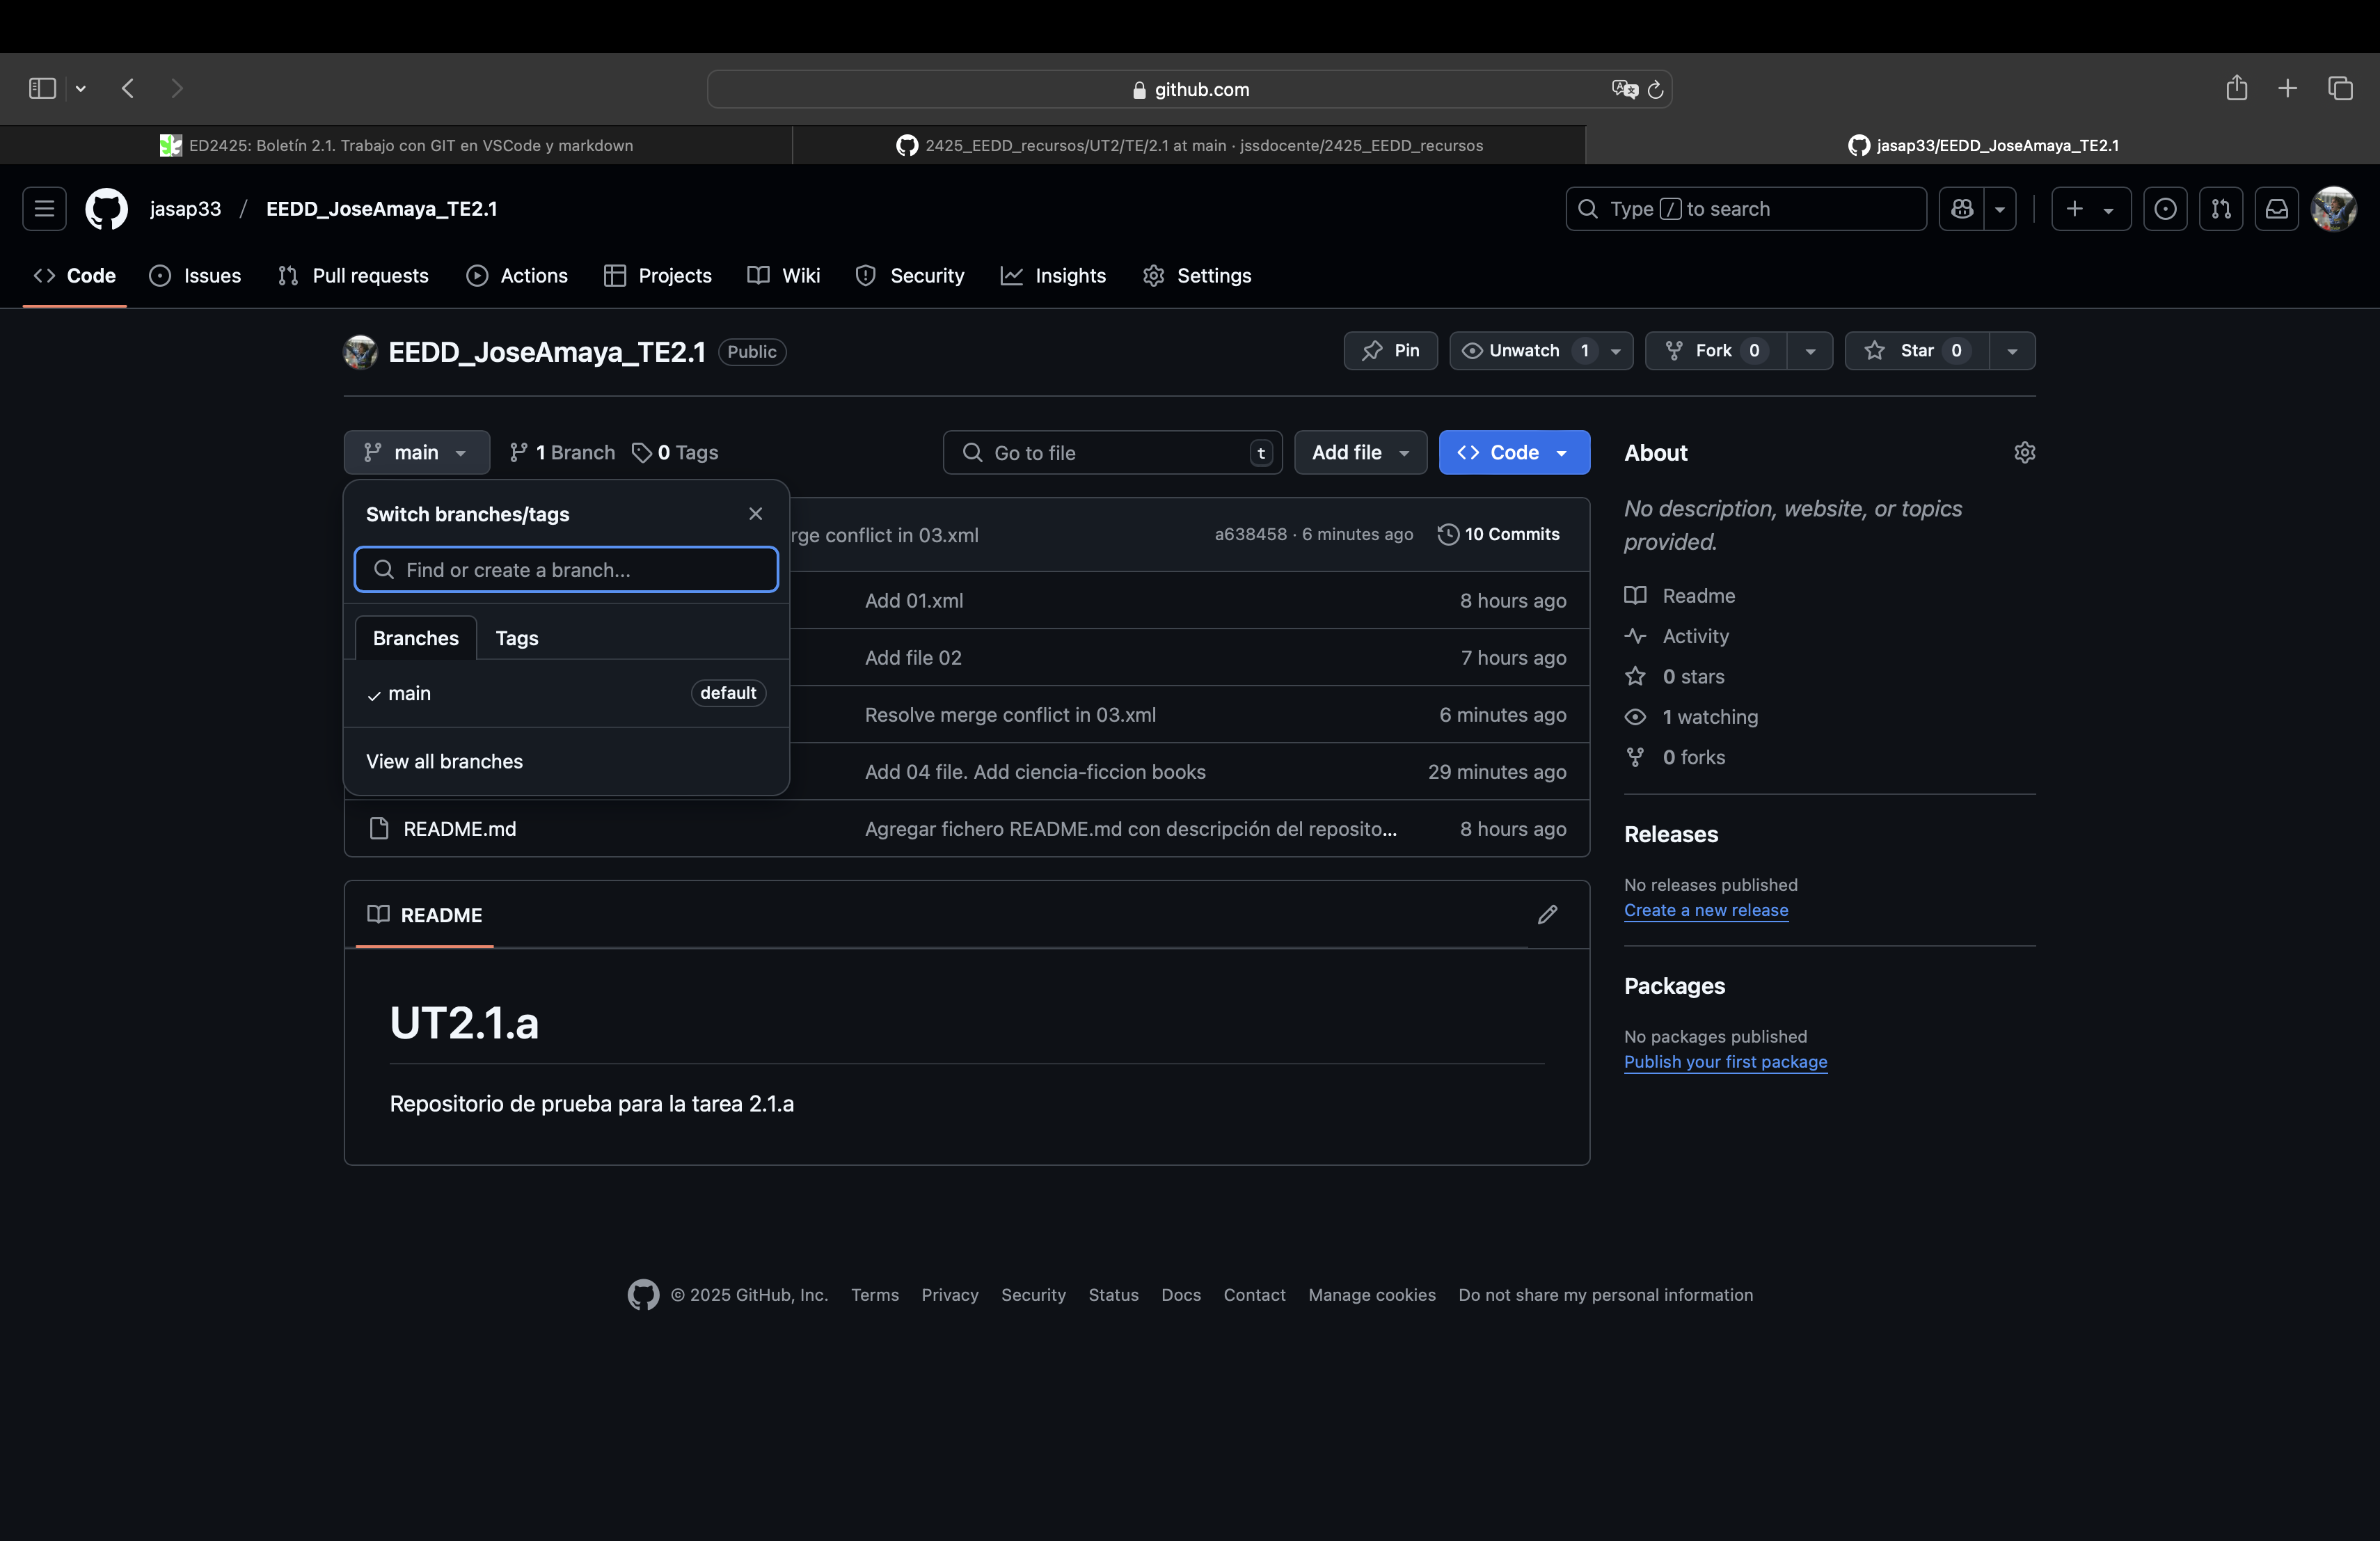 github.com
ED2425: Boletín 2.1. Trabajo con GIT en VSCode y markdown
2425_EEDD_recursos/UT2/TE/2.1 at main · jssdocente/2425_EEDD_recursos
jasap33/EEDD_JoseAmaya_TE2.1
jasap33 / EEDD_JoseAmaya_TE2.1
Type / to search
Code Issues Pull requests Actions Projects Wiki Security Insights Settings
EEDD_JoseAmaya_TE2.1 Public
Pin Unwatch 1 Fork 0 Star 0
main 1 Branch 0 Tags
Go to file t Add file Code
Switch branches/tags
Find or create a branch...
Branches Tags
main default
View all branches
rge conflict in 03.xml a638458 · 6 minutes ago 10 Commits
Add 01.xml 8 hours ago
Add file 02 7 hours ago
Resolve merge conflict in 03.xml 6 minutes ago
Add 04 file. Add ciencia-ficcion books 29 minutes ago
README.md Agregar fichero README.md con descripción del reposito... 8 hours ago
README
UT2.1.a
Repositorio de prueba para la tarea 2.1.a
About
No description, website, or topics
provided.
Readme
Activity
0 stars
1 watching
0 forks
Releases
No releases published
Create a new release
Packages
No packages published
Publish your first package
© 2025 GitHub, Inc. Terms Privacy Security Status Docs Contact Manage cookies Do not share my personal information